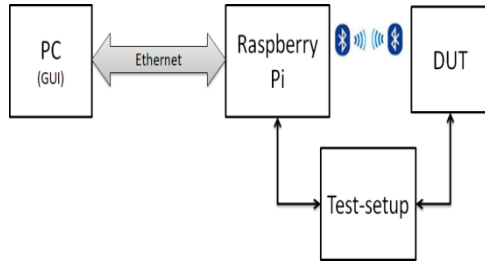 PC
(GUI)
Ethernet
Raspberry
Pi
DUT
Test-setup